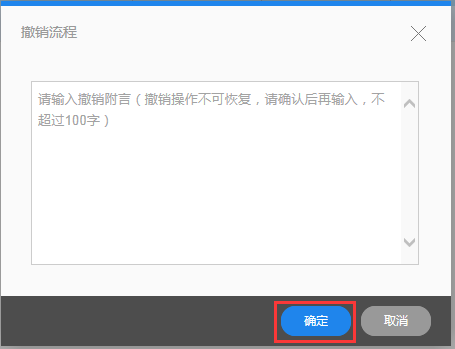 撤销流程
请输入撤销附言（撤销操作不可恢复，请确认后再输入，不
超过100字）
确定
取消